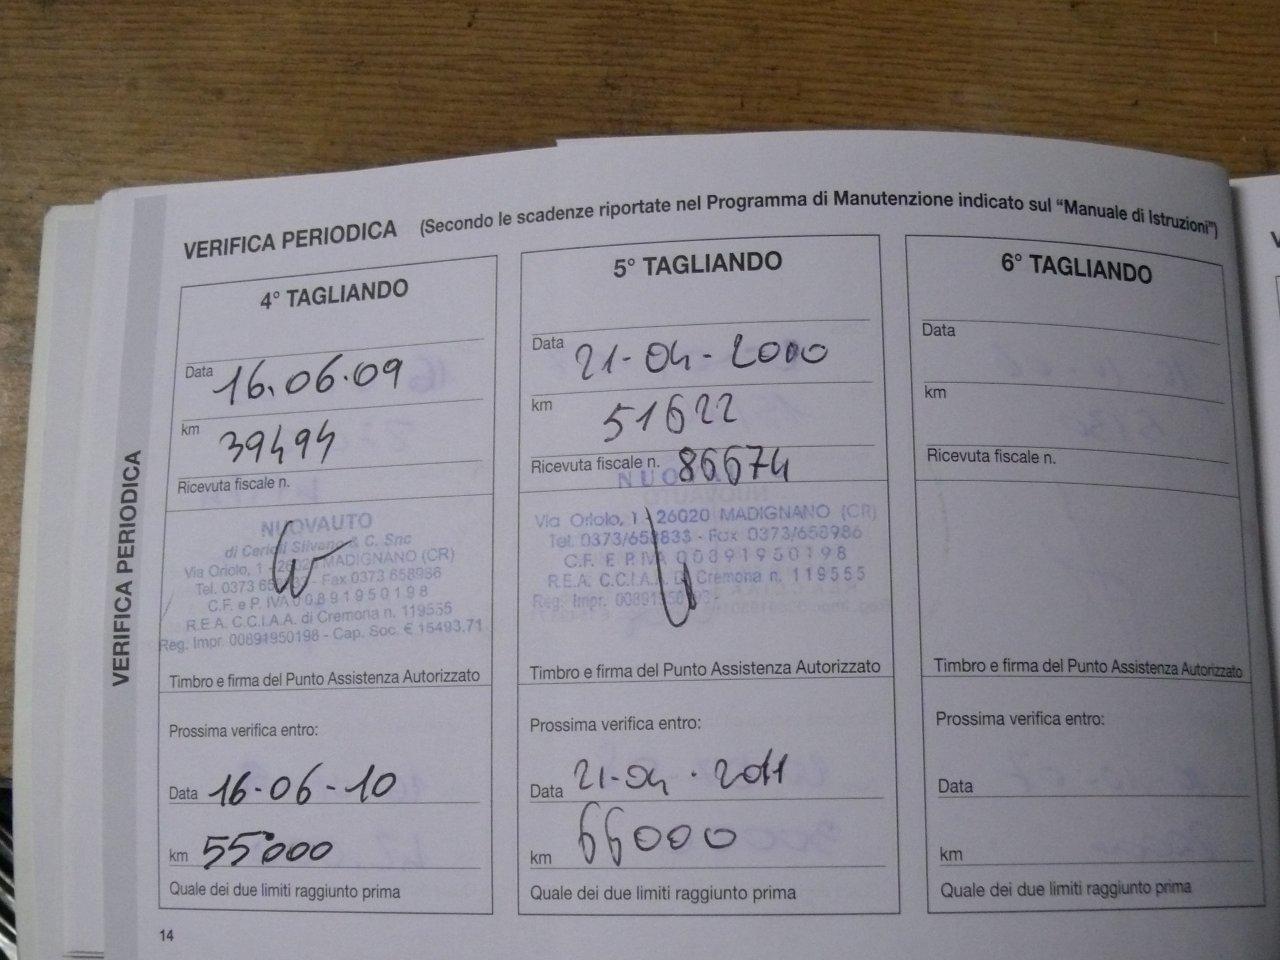 VERIFICA PERIODICA (Secondo le scadenze riportate nel Programma di Manutenzione indicato sul “Manuale di Istruzioni”)
VERIFICA PERIODICA
4° TAGLIANDO
Data 16.06.09
km 39494
Ricevuta fiscale n.
NUOVAUTO
di Cerioli Silvano & C. Snc
Via Oriolo, 1 - 26020 MADIGNANO (CR)
Tel. 0373 - Fax 0373 658986
C.F. e P. IVA 00891950198
R.E.A. C.C.I.A.A. di Cremona n. 119555
Reg. Impr. 00891950198 - Cap. Soc. € 15493,71
Timbro e firma del Punto Assistenza Autorizzato
Prossima verifica entro:
Data 16-06-10
km 55000
Quale dei due limiti raggiunto prima
14
5° TAGLIANDO
Data 21-04-2000
km 51622
Ricevuta fiscale n. 86674
Via Oriolo, 1 - 26020 MADIGNANO (CR)
Tel. 0373/658833 - Fax 0373/658986
C.F. E P. IVA 00891950198
R.E.A. C.C.I.A.A. Di Cremona n. 119555
Reg. Impr.
Timbro e firma del Punto Assistenza Autorizzato
Prossima verifica entro:
Data 21-04.2011
km 66000
Quale dei due limiti raggiunto prima
6° TAGLIANDO
Data
km
Ricevuta fiscale n.
Timbro e firma del Punto Assistenza Autorizzato
Prossima verifica entro:
Data
km
Quale dei due limiti raggiunto prima